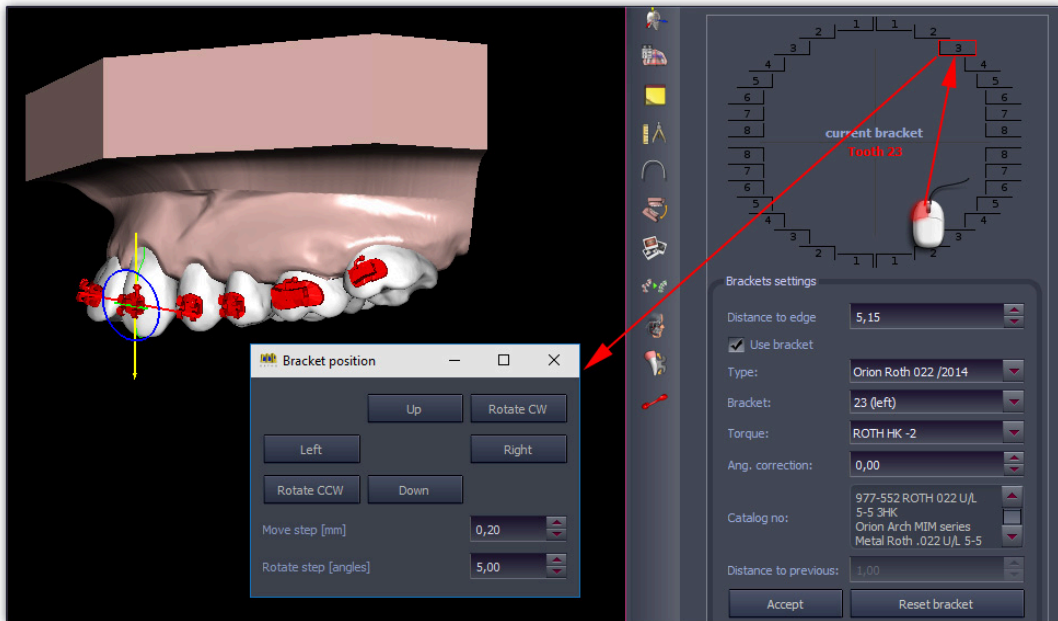 1 1
2 2
3 3
4 4
5 5
6 6
7 7
8 8
current bracket
Tooth 23
8 8
7 7
6 6
5 5
4 4
3 3
2 2
1 1
Bracket position
Up Rotate CW
Left Right
Rotate CCW Down
Move step [mm] 0,20
Rotate step [angles] 5,00
Brackets settings
Distance to edge 5,15
Use bracket
Type: Orion Roth 022 /2014
Bracket: 23 (left)
Torque: ROTH HK -2
Ang. correction: 0,00
Catalog no: 977-552 ROTH 022 U/L
5-5 3HK
Orion Arch MIM series
Metal Roth .022 U/L 5-5
Distance to previous: 1,00
Accept Reset bracket